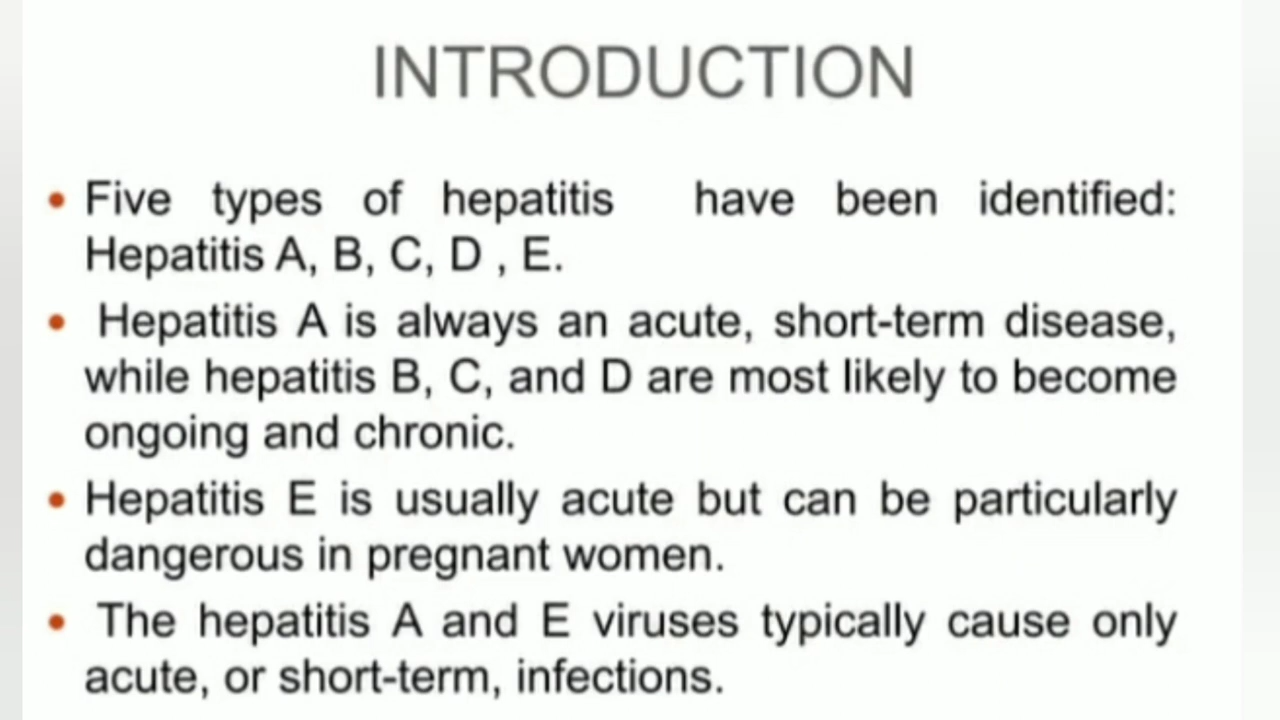 INTRODUCTION
• Five types of hepatitis have been identified:
Hepatitis A, B, C, D , E.
• Hepatitis A is always an acute, short-term disease,
while hepatitis B, C, and D are most likely to become
ongoing and chronic.
• Hepatitis E is usually acute but can be particularly
dangerous in pregnant women.
• The hepatitis A and E viruses typically cause only
acute, or short-term, infections.